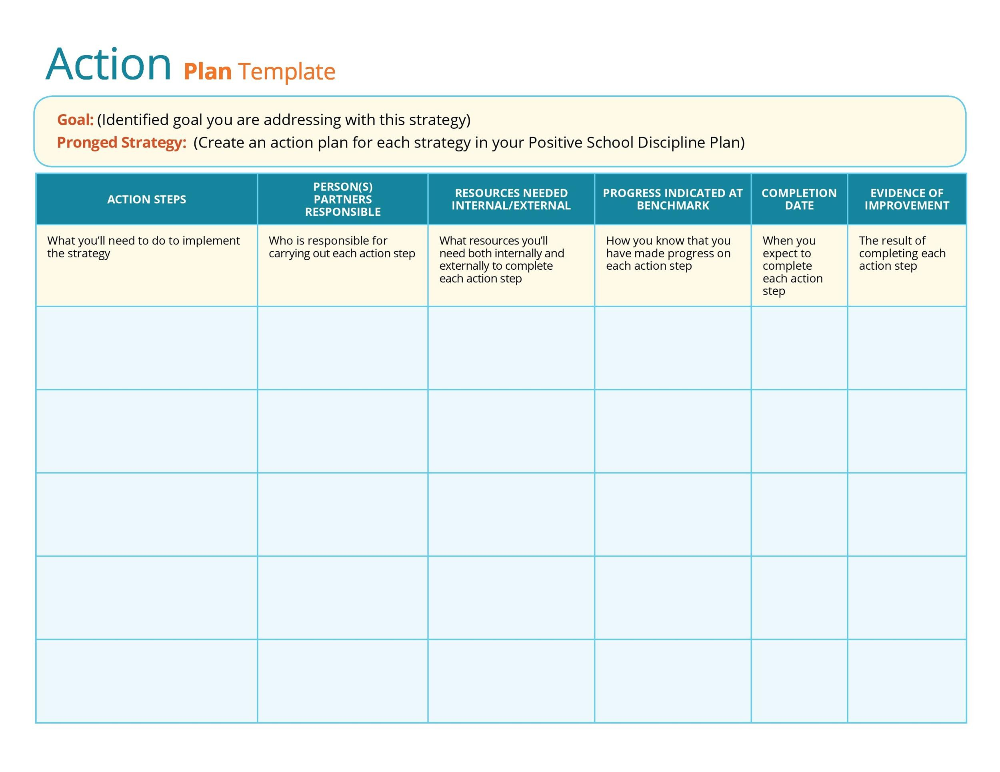 Action Plan Template
Goal: (Identified goal you are addressing with this strategy)
Pronged Strategy: (Create an action plan for each strategy in your Positive School Discipline Plan)
ACTION STEPS
PERSON(S)
PARTNERS
RESPONSIBLE
RESOURCES NEEDED
INTERNAL/EXTERNAL
PROGRESS INDICATED AT
BENCHMARK
COMPLETION
DATE
EVIDENCE OF
IMPROVEMENT
What you’ll need to do to implement
the strategy
Who is responsible for
carrying out each action step
What resources you’ll
need both internally and
externally to complete
each action step
How you know that you
have made progress on
each action step
When you
expect to
complete
each action
step
The result of
completing each
action step